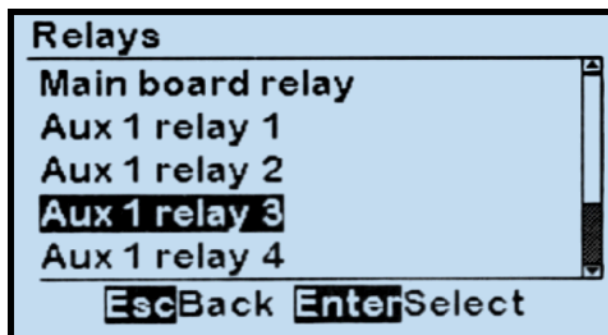 Relays
Main board relay
Aux 1 relay 1
Aux 1 relay 2
Aux 1 relay 3
Aux 1 relay 4
EscBack EnterSelect